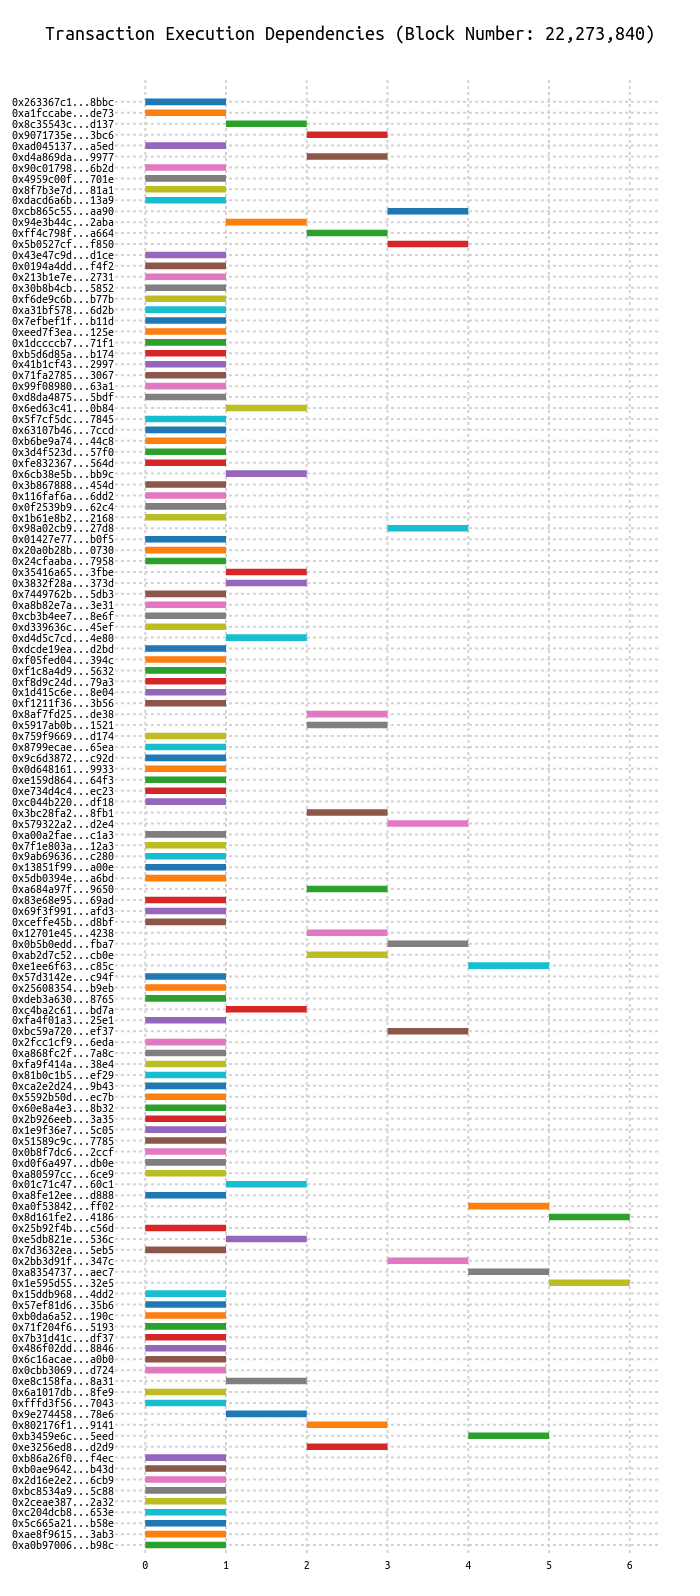 Transaction Execution Dependencies (Block Number: 22,273,840)
0x263367c1...8bbc
0xa1fccabe...de73
0x8c35543c...d137
0x9071735e...3bc6
0xad045137...a5ed
0xd4a869da...9977
0x90c01798...6b2d
0x4959c00f...701e
0x8f7b3e7d...81a1
0xdacd6a6b...13a9
0xcb865c55...aa90
0x94e3b44c...2aba
0xff4c798f...a664
0x5b0527cf...f850
0x43e47c9d...d1ce
0x0194a4dd...f4f2
0x213b1e7e...2731
0x30b8b4cb...5852
0xf6de9c6b...b77b
0xa31bf578...6d2b
0x7efbef1f...b11d
0xeed7f3ea...125e
0x1dccccb7...71f1
0xb5d6d85a...b174
0x41b1cf43...2997
0x71fa2785...3067
0x99f08980...63a1
0xd8da4875...5bdf
0x6ed63c41...0b84
0x5f7cf5dc...7845
0x63107b46...7ccd
0xb6be9a74...44c8
0x3d4f523d...57f0
0xfe832367...564d
0x6cb38e5b...bb9c
0x3b867888...454d
0x116faf6a...6dd2
0x0f2539b9...62c4
0x1b61e8b2...2168
0x98a02cb9...27d8
0x01427e77...b0f5
0x20a0b28b...0730
0x24cfaaba...7958
0x35416a65...3fbe
0x3832f28a...373d
0x7449762b...5db3
0xa8b82e7a...3e31
0xcb3b4ee7...8e6f
0xd339636c...45ef
0xd4d5c7cd...4e80
0xdcde19ea...d2bd
0xf05fed04...394c
0xf1c8a4d9...5632
0xf8d9c24d...79a3
0x1d415c6e...8e04
0xf1211f36...3b56
0x8af7fd25...de38
0x5917ab0b...1521
0x759f9669...d174
0x8799ecae...65ea
0x9c6d3872...c92d
0x0d648161...9933
0xe159d864...64f3
0xe734d4c4...ec23
0xc044b220...df18
0x3bc28fa2...8fb1
0x579322a2...d2e4
0xa00a2fae...c1a3
0x7f1e803a...12a3
0x9ab69636...c280
0x13851f99...a00e
0x5db0394e...a6bd
0xa684a97f...9650
0x83e68e95...69ad
0x69f3f991...afd3
0xceffe45b...d8bf
0x12701e45...4238
0x0b5b0edd...fba7
0xab2d7c52...cb0e
0xe1ee6f63...c85c
0x57d3142e...c94f
0x25608354...b9eb
0xdeb3a630...8765
0xc4ba2c61...bd7a
0xfa4f01a3...25e1
0xbc59a720...ef37
0x2fcc1cf9...6eda
0xa868fc2f...7a8c
0xfa9f414a...38e4
0x81b0c1b5...ef29
0xca2e2d24...9b43
0x5592b50d...ec7b
0x60e8a4e3...8b32
0x2b926eeb...3a35
0x1e9f36e7...5c05
0x51589c9c...7785
0x0b8f7dc6...2ccf
0xd0f6a497...db0e
0xa80597cc...6ce9
0x01c71c47...60c1
0xa8fe12ee...d888
0xa0f53842...ff02
0x8d161fe2...4186
0x25b92f4b...c56d
0xe5db821e...536c
0x7d3632ea...5eb5
0x2bb3d91f...347c
0xa8354737...aec7
0x1e595d55...32e5
0x15ddb968...4dd2
0x57ef81d6...35b6
0xb0da6a52...190c
0x71f204f6...5193
0x7b31d41c...df37
0x486f02dd...8846
0x6c16acae...a0b0
0x0cbb3069...d724
0xe8c158fa...8a31
0x6a1017db...8fe9
0xfffd3f56...7043
0x9e274458...78e6
0x802176f1...9141
0xb3459e6c...5eed
0xe3256ed8...d2d9
0xb86a26f0...f4ec
0xb0ae9642...b43d
0x2d16e2e2...6cb9
0xbc8534a9...5c88
0x2ceae387...2a32
0xc204dcb8...653e
0x5c665a21...b58e
0xae8f9615...3ab3
0xa0b97006...b98c
0 1 2 3 4 5 6